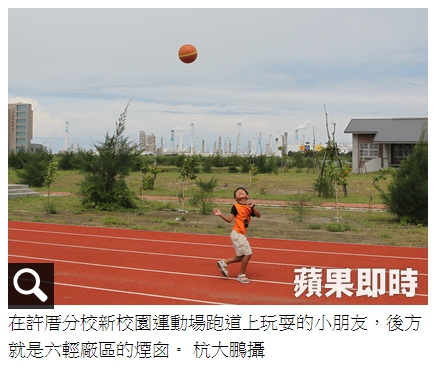 蘋果即時
在許厝分校新校園運動場跑道上玩耍的小朋友，後方
就是六輕廠區的煙囪。 杭大鵬攝